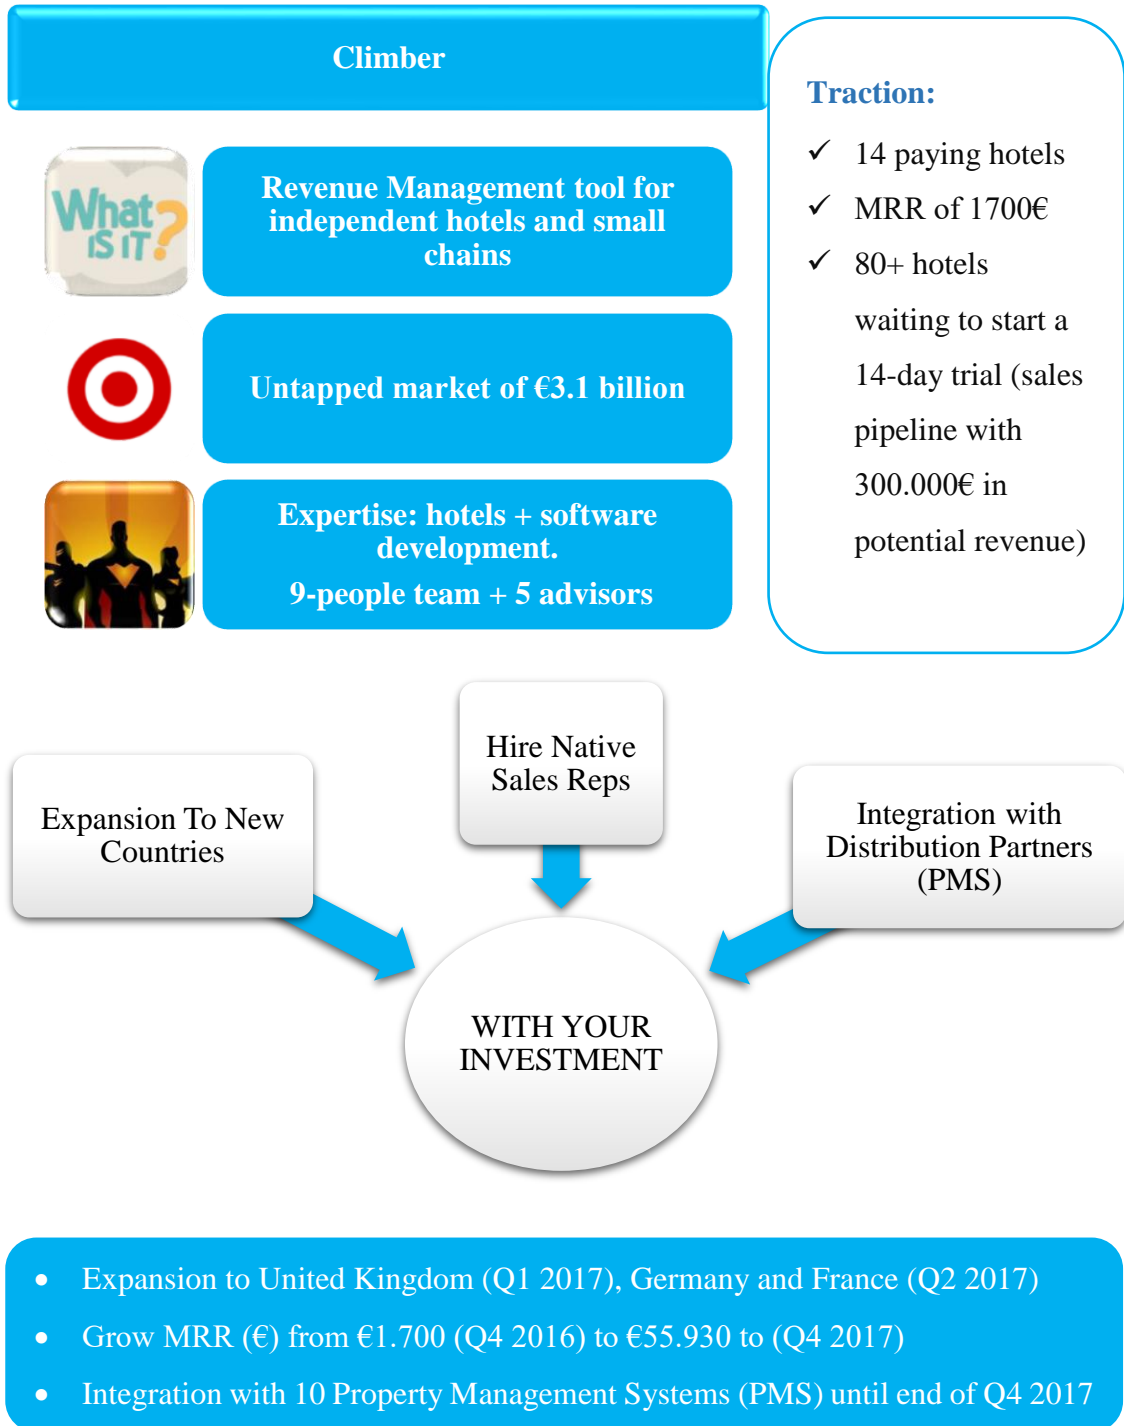 Climber
What
IS IT?
Revenue Management tool for
independent hotels and small
chains
Untapped market of €3.1 billion
Expertise: hotels + software
development.
9-people team + 5 advisors
Traction:
✓ 14 paying hotels
✓ MRR of 1700€
✓ 80+ hotels
waiting to start a
14-day trial (sales
pipeline with
300.000€ in
potential revenue)
Hire Native
Sales Reps
Expansion To New
Countries
Integration with
Distribution Partners
(PMS)
WITH YOUR
INVESTMENT
• Expansion to United Kingdom (Q1 2017), Germany and France (Q2 2017)
• Grow MRR (€) from €1.700 (Q4 2016) to €55.930 to (Q4 2017)
• Integration with 10 Property Management Systems (PMS) until end of Q4 2017